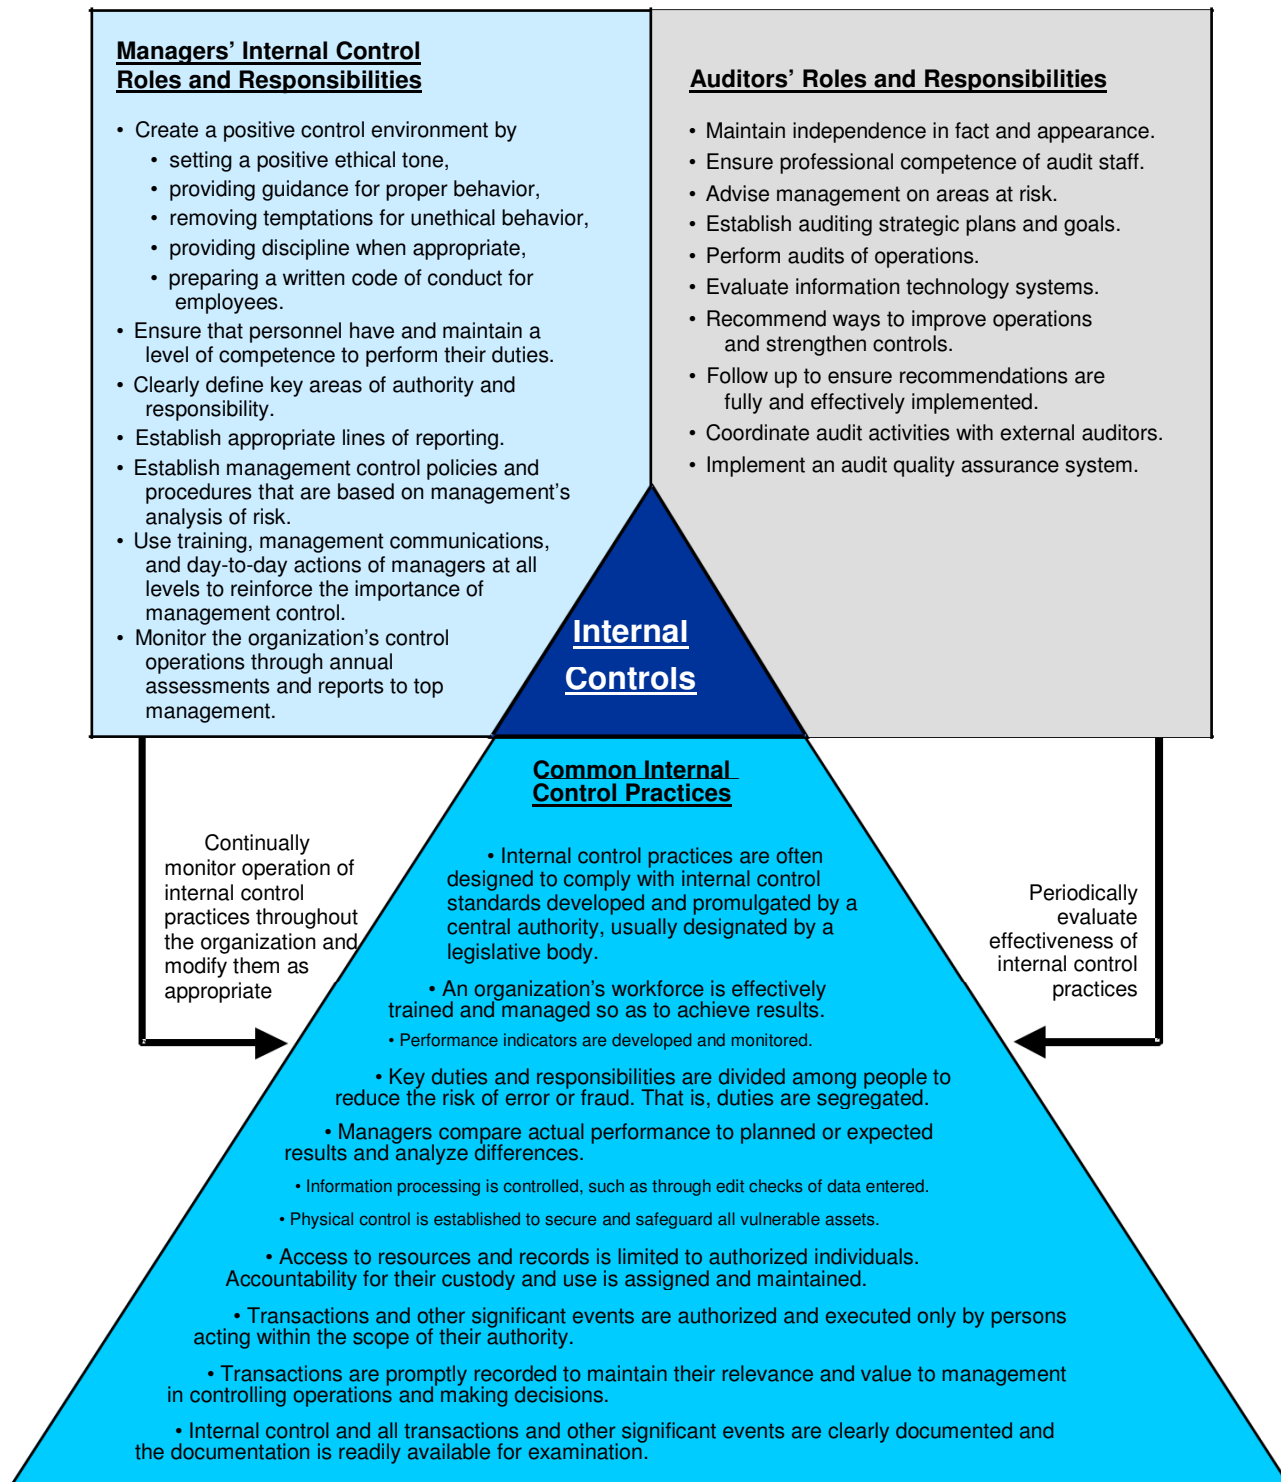 Managers' Internal Control
Roles and Responsibilities
• Create a positive control environment by
• setting a positive ethical tone,
• providing guidance for proper behavior,
• removing temptations for unethical behavior,
• providing discipline when appropriate,
• preparing a written code of conduct for
employees.
• Ensure that personnel have and maintain a
level of competence to perform their duties.
• Clearly define key areas of authority and
responsibility.
• Establish appropriate lines of reporting.
• Establish management control policies and
procedures that are based on management's
analysis of risk.
• Use training, management communications,
and day-to-day actions of managers at all
levels to reinforce the importance of
management control.
• Monitor the organization's control
operations through annual
assessments and reports to top
management.
Auditors' Roles and Responsibilities
• Maintain independence in fact and appearance.
• Ensure professional competence of audit staff.
• Advise management on areas at risk.
• Establish auditing strategic plans and goals.
• Perform audits of operations.
• Evaluate information technology systems.
• Recommend ways to improve operations
and strengthen controls.
• Follow up to ensure recommendations are
fully and effectively implemented.
• Coordinate audit activities with external auditors.
• Implement an audit quality assurance system.
Internal
Controls
Continually
monitor operation of
internal control
practices throughout
the organization and
modify them as
appropriate
Periodically
evaluate
effectiveness of
internal control
practices
Common Internal
Control Practices
• Internal control practices are often
designed to comply with internal control
standards developed and promulgated by a
central authority, usually designated by a
legislative body.
• An organization's workforce is effectively
trained and managed so as to achieve results.
• Performance indicators are developed and monitored.
• Key duties and responsibilities are divided among people to
reduce the risk of error or fraud. That is, duties are segregated.
• Managers compare actual performance to planned or expected
results and analyze differences.
• Information processing is controlled, such as through edit checks of data entered.
• Physical control is established to secure and safeguard all vulnerable assets.
• Access to resources and records is limited to authorized individuals.
Accountability for their custody and use is assigned and maintained.
• Transactions and other significant events are authorized and executed only by persons
acting within the scope of their authority.
• Transactions are promptly recorded to maintain their relevance and value to management
in controlling operations and making decisions.
• Internal control and all transactions and other significant events are clearly documented and
the documentation is readily available for examination.